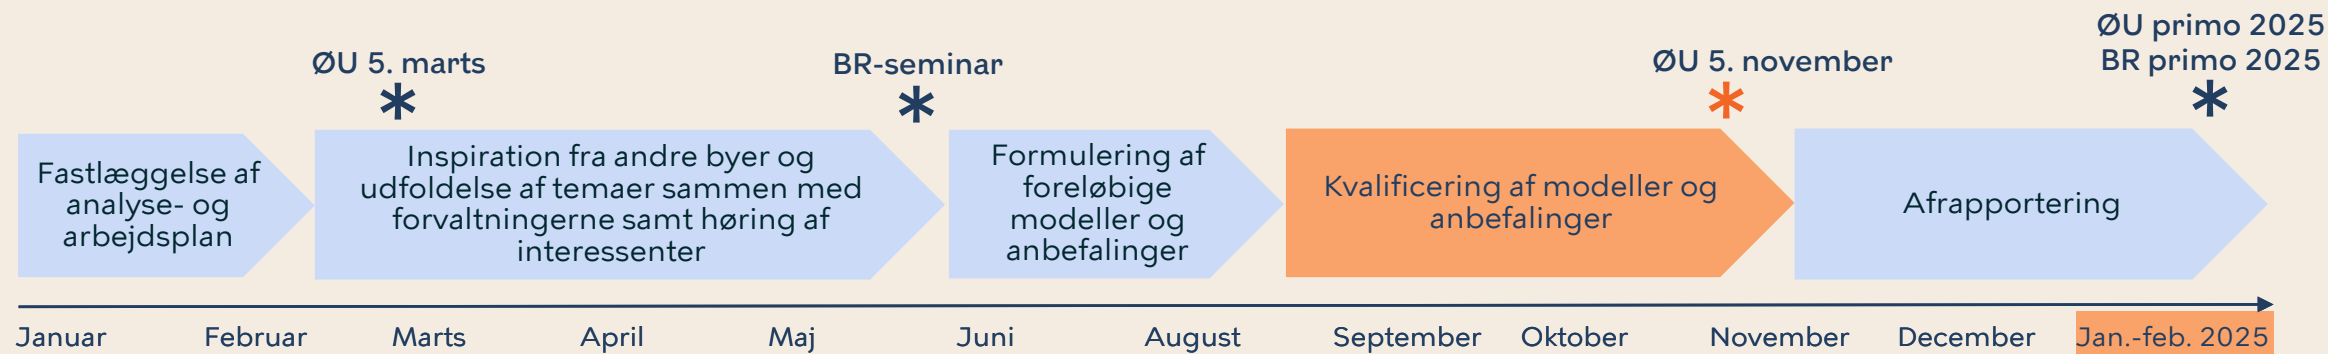 ØU primo 2025
BR primo 2025
ØU 5. marts
BR-seminar
ØU 5. november
*
*
*
*
Fastlæggelse af
analyse- og
arbejdsplan
Inspiration fra andre byer og
udfoldelse af temaer sammen med
forvaltningerne samt høring af
interessenter
Formulering af
foreløbige
modeller og
anbefalinger
Kvalificering af modeller og
anbefalinger
Afrapportering
Januar
Februar
Marts
April
Maj
Juni
August
September
Oktober
November
December
Jan.-feb. 2025